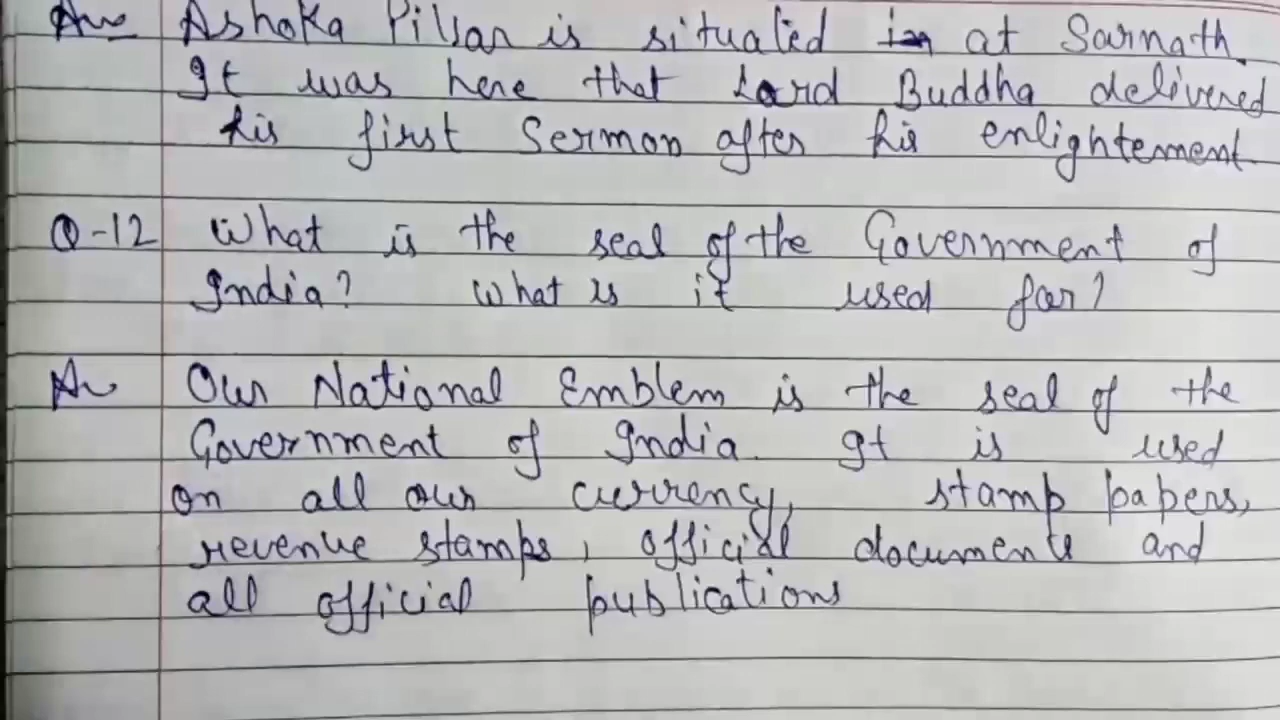 Ans Ashoka Pillar is situated in at Sarnath.
It was here that Lord Buddha delivered
his first Sermon after his enlightement
Q-12 What is the seal of the Government of
India? What is it used for?
An Our National Emblem is the seal of the
Government of India. It is used
on all our currency, stamp papers,
revenue stamps, official documents and
all official publications